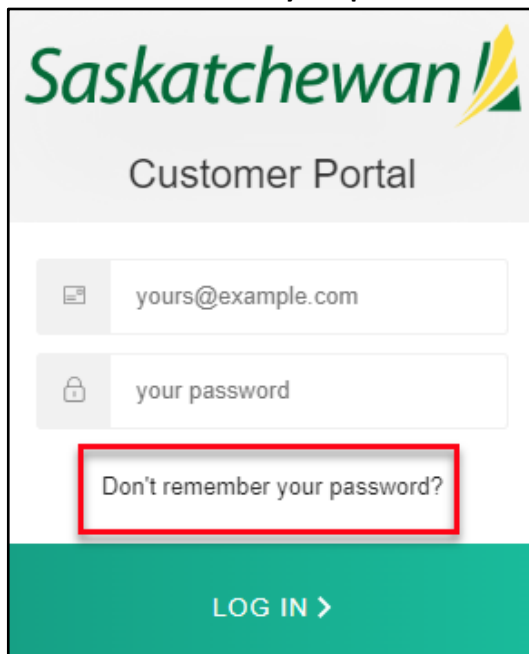 Saskatchewan
Customer Portal
yours@example.com
your password
Don't remember your password?
LOG IN >